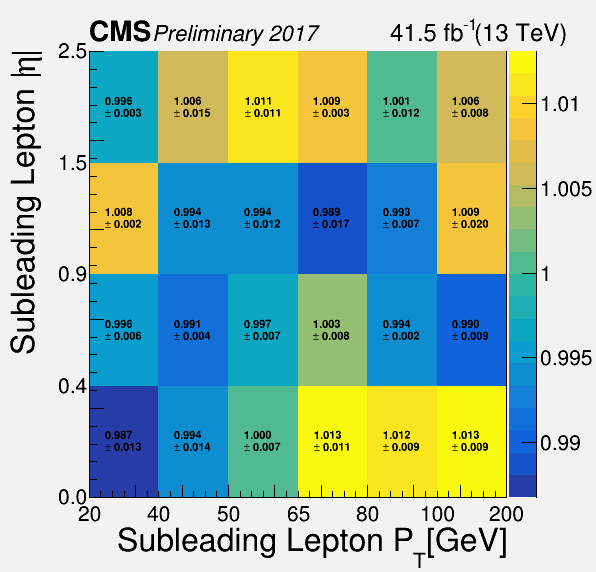 CMS Preliminary 2017 41.5 fb⁻¹(13 TeV)
Subleading Lepton |η|
2.5
0.996 1.006 1.011 1.009 1.001 1.006
± 0.003 ± 0.015 ± 0.011 ± 0.003 ± 0.012 ± 0.008
1.5
1.008 0.994 0.994 0.989 0.993 1.009
± 0.002 ± 0.013 ± 0.012 ± 0.017 ± 0.007 ± 0.020
0.9
0.996 0.991 0.997 1.003 0.994 0.990
± 0.006 ± 0.004 ± 0.007 ± 0.008 ± 0.002 ± 0.009
0.4
0.987 0.994 1.000 1.013 1.012 1.013
± 0.013 ± 0.014 ± 0.007 ± 0.011 ± 0.009 ± 0.009
0.0
20 40 50 65 80 100 200
Subleading Lepton P_T[GeV]
1.01
1.005
1
0.995
0.99